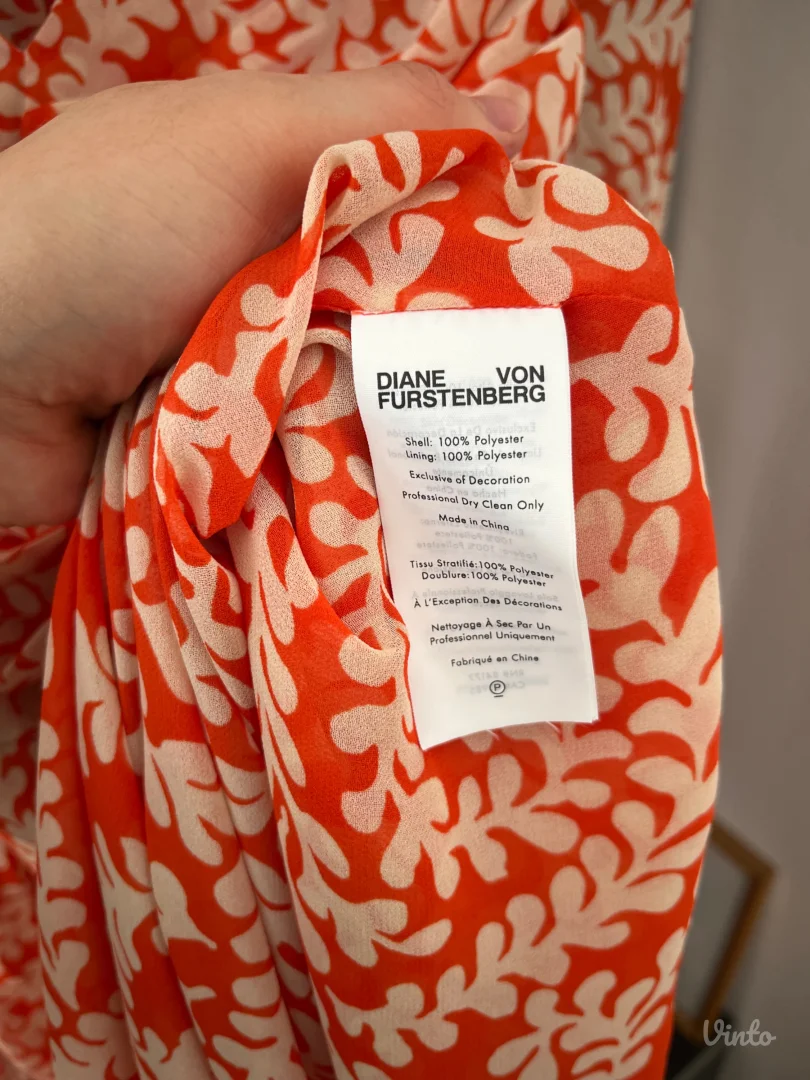 DIANE VON
FURSTENBERG
Shell: 100% Polyester
Lining: 100% Polyester
Exclusive of Decoration
Professional Dry Clean Only
Made in China
Tissu Stratifié:100% Polyester
Doublure:100% Polyester
À L'Exception Des Décorations
Nettoyage À Sec Par Un
Professionnel Uniquement
Fabriqué en Chine
P
Vinto